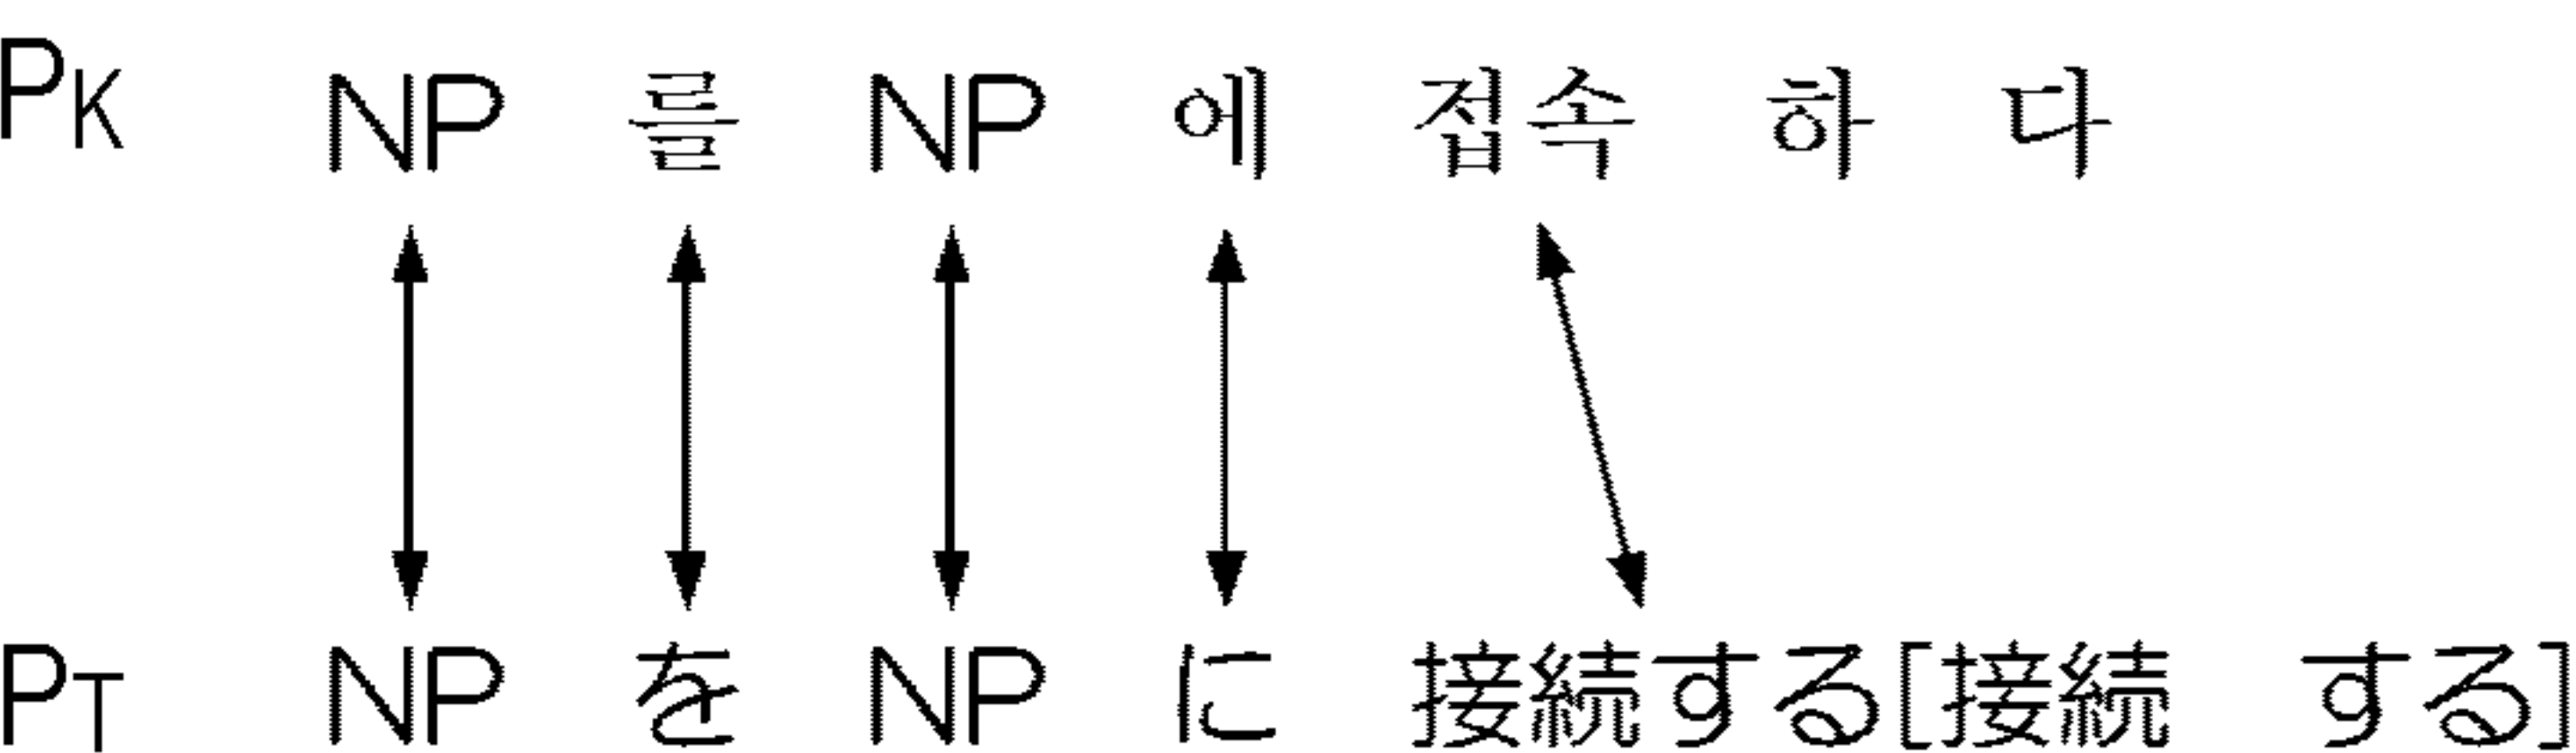 PK NP 를 NP 에 접속 하 다
PT NP を NP に 接続する[接続 する]